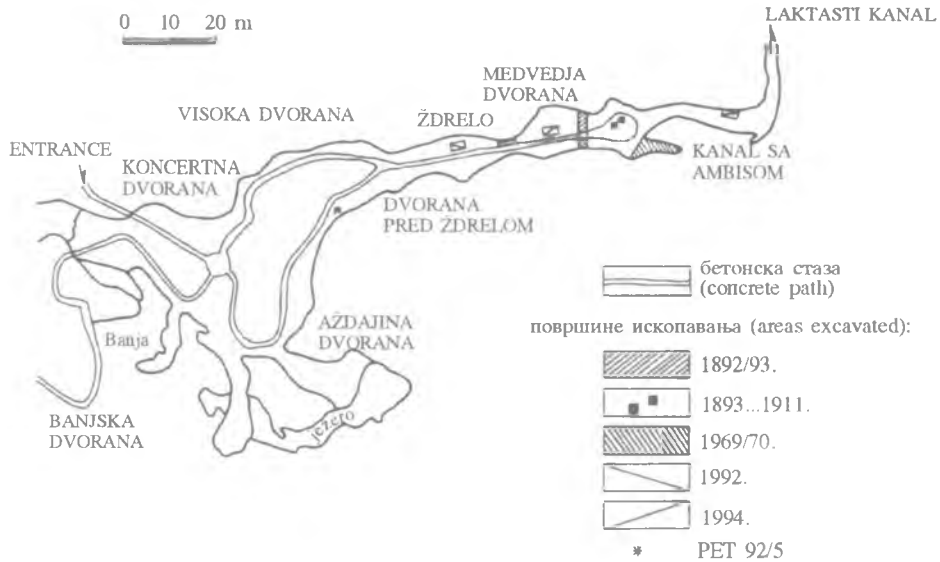 0 10 20 m
LAKTASTI KANAL
MEDVEDJA
DVORANA
VISOKA DVORANA
ŽDRELO
ENTRANCE
KONCERTNA
DVORANA
KANAL SA
AMBISOM
DVORANA
PRED ŽDRELOM
бетонска стаза
(concrete path)
AŽDAJINA
DVORANA
Banja
површине ископавања (areas excavated):
1892/93.
1893...1911.
jezero
BANJSKA
DVORANA
1969/70.
1992.
1994.
* PET 92/5